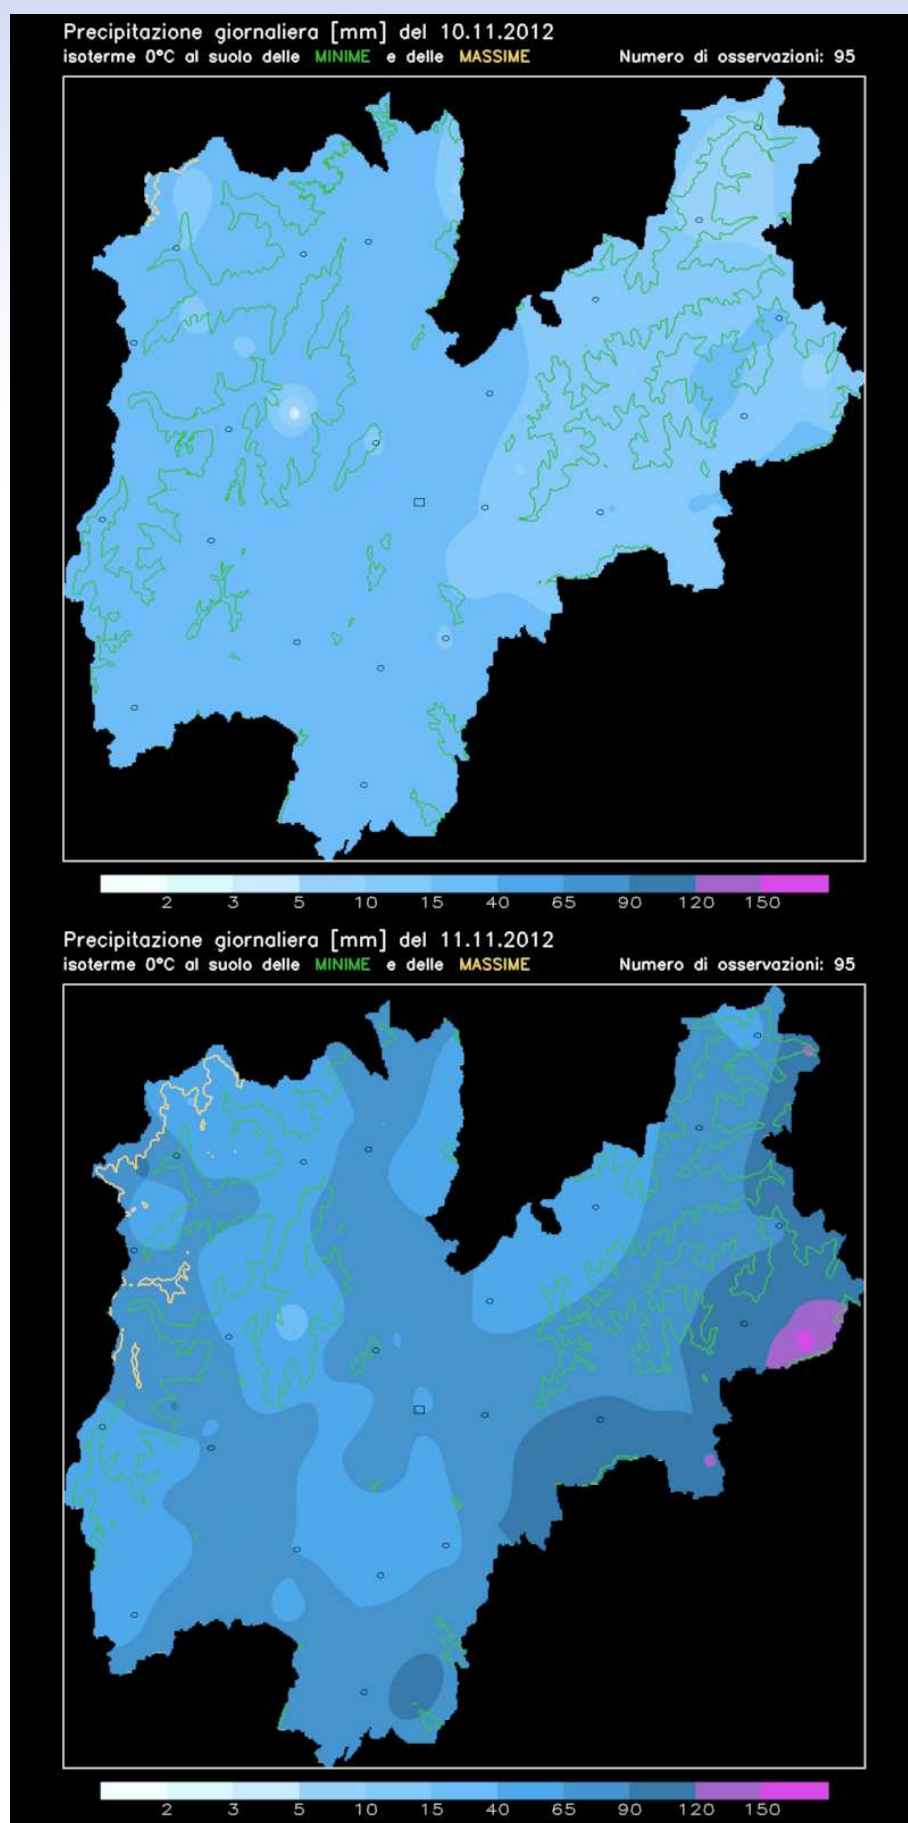 Precipitazione giornaliera [mm] del 10.11.2012
isoterme 0°C al suolo delle MINIME e delle MASSIME Numero di osservazioni: 95
2 3 5 10 15 40 65 90 120 150
Precipitazione giornaliera [mm] del 11.11.2012
isoterme 0°C al suolo delle MINIME e delle MASSIME Numero di osservazioni: 95
2 3 5 10 15 40 65 90 120 150